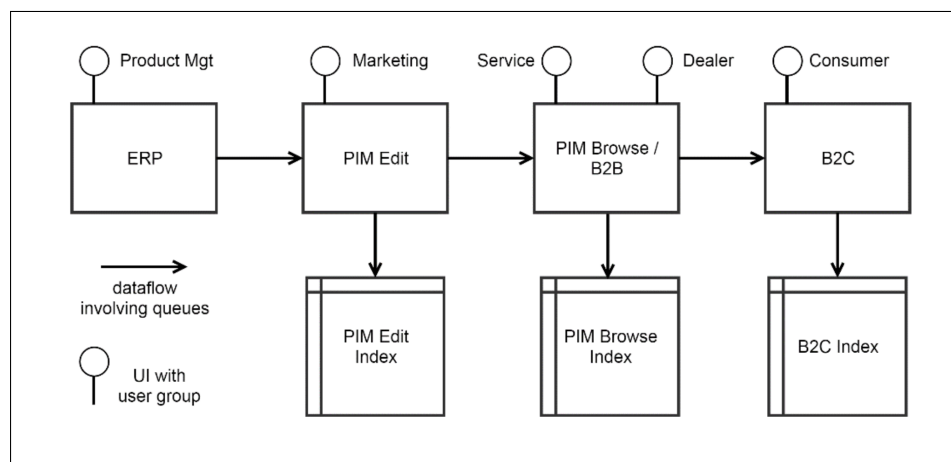 Product Mgt
Marketing
Service
Dealer
Consumer
ERP
PIM Edit
PIM Browse /
B2B
B2C
dataflow
involving queues
PIM Edit
Index
PIM Browse
Index
B2C Index
UI with
user group